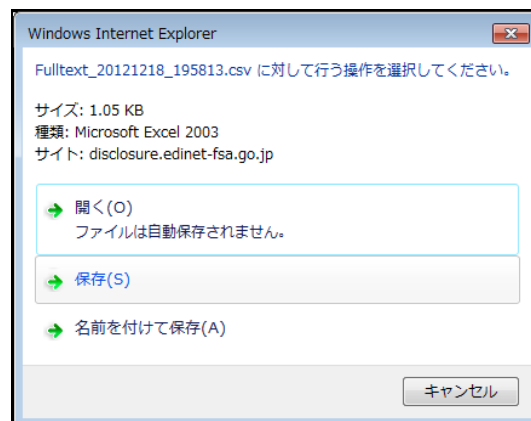 Windows Internet Explorer
Fulltext_20121218_195813.csv に対して行う操作を選択してください。
サイズ: 1.05 KB
種類: Microsoft Excel 2003
サイト: disclosure.edinet-fsa.go.jp
開く(O)
ファイルは自動保存されません。
保存(S)
名前を付けて保存(A)
キャンセル